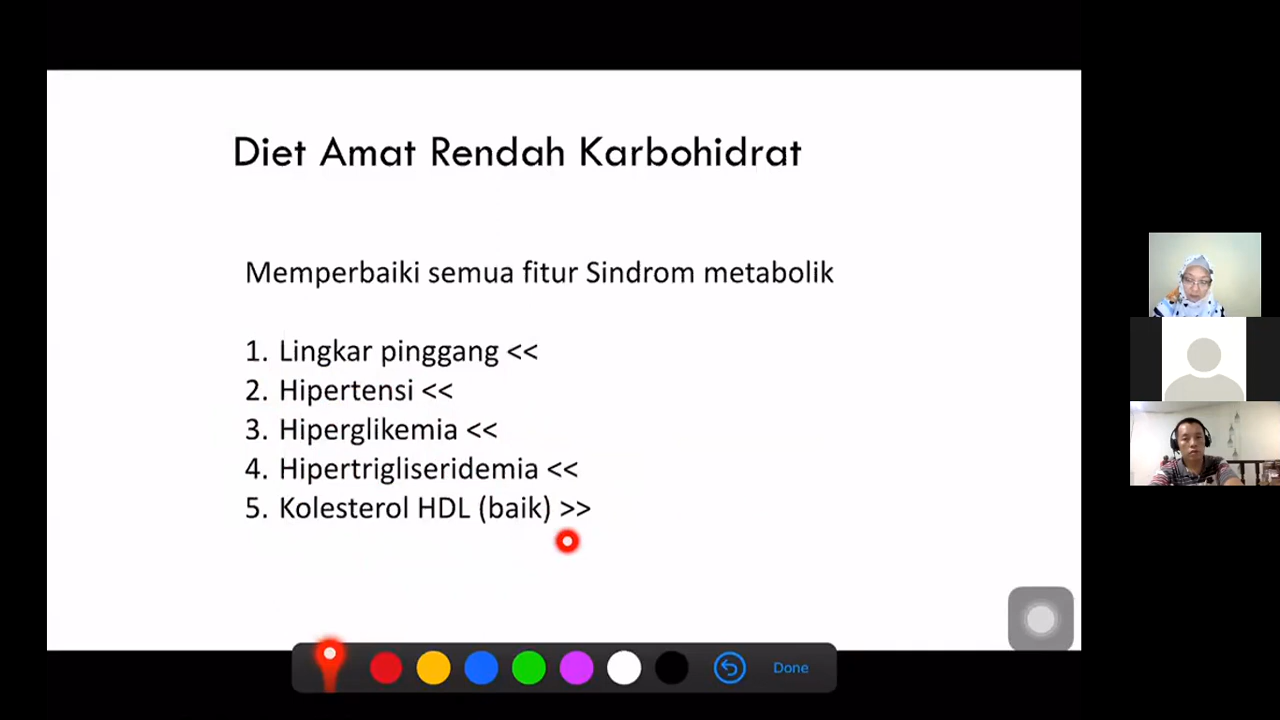 Diet Amat Rendah Karbohidrat
Memperbaiki semua fitur Sindrom metabolik
1. Lingkar pinggang <<
2. Hipertensi <<
3. Hiperglikemia <<
4. Hipertrigliseridemia <<
5. Kolesterol HDL (baik) >>
Done